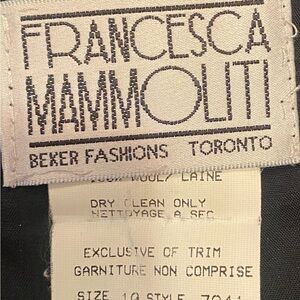 FRANCESCA
MAMMOLITI
BEKER FASHIONS TORONTO
WOOL/ LAINE
DRY CLEAN ONLY
NETTOYAGE A SEC
EXCLUSIVE OF TRIM
GARNITURE NON COMPRISE
SIZE 10 STYLE